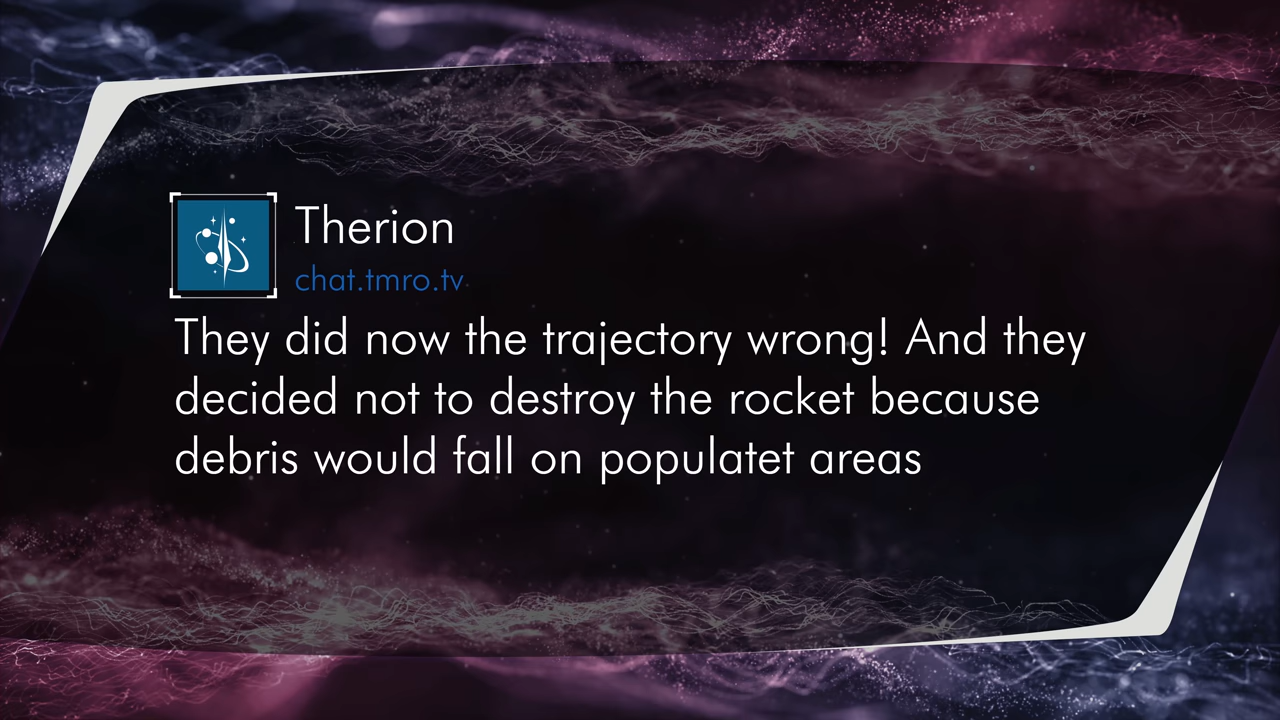 Therion
chat.tmro.tv
They did now the trajectory wrong! And they
decided not to destroy the rocket because
debris would fall on populatet areas